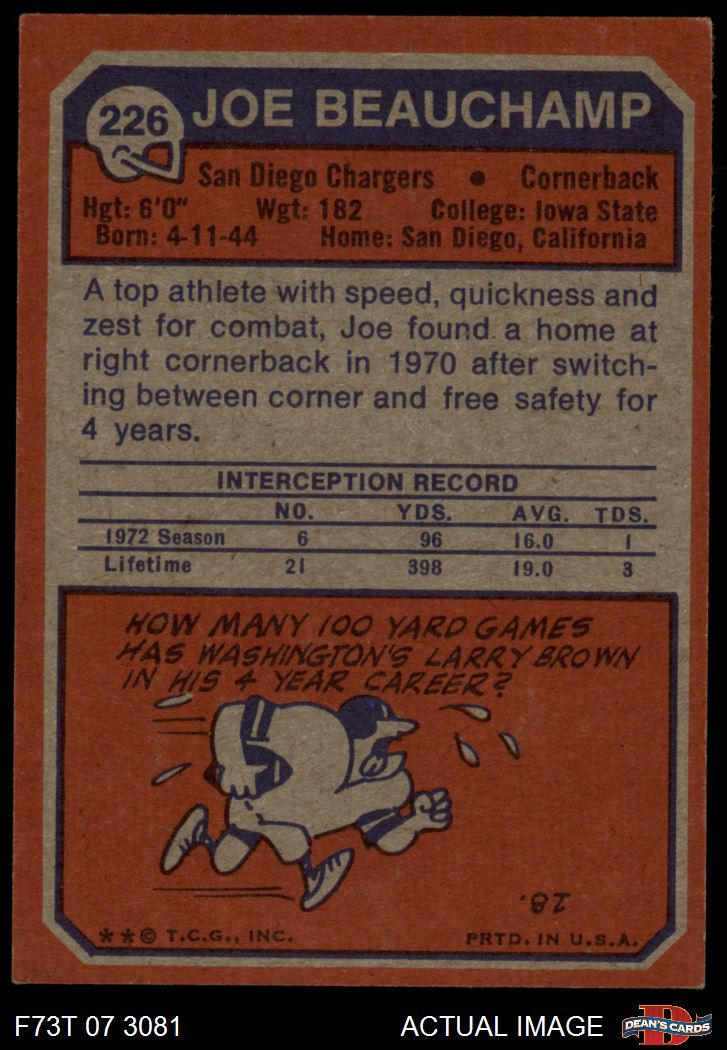 226
JOE BEAUCHAMP
San Diego Chargers • Cornerback
Hgt: 6'0" Wgt: 182 College: Iowa State
Born: 4-11-44 Home: San Diego, California
A top athlete with speed, quickness and
zest for combat, Joe found a home at
right cornerback in 1970 after switch-
ing between corner and free safety for
4 years.
INTERCEPTION RECORD
NO. YDS. AVG. TDS.
1972 Season 6 96 16.0 1
Lifetime 21 398 19.0 3
HOW MANY 100 YARD GAMES
HAS WASHINGTON'S LARRY BROWN
IN HIS 4 YEAR CAREER?
18.
**© T.C.G., INC. PRTD. IN U.S.A.
F73T 07 3081 ACTUAL IMAGE D DEAN'S CARDS